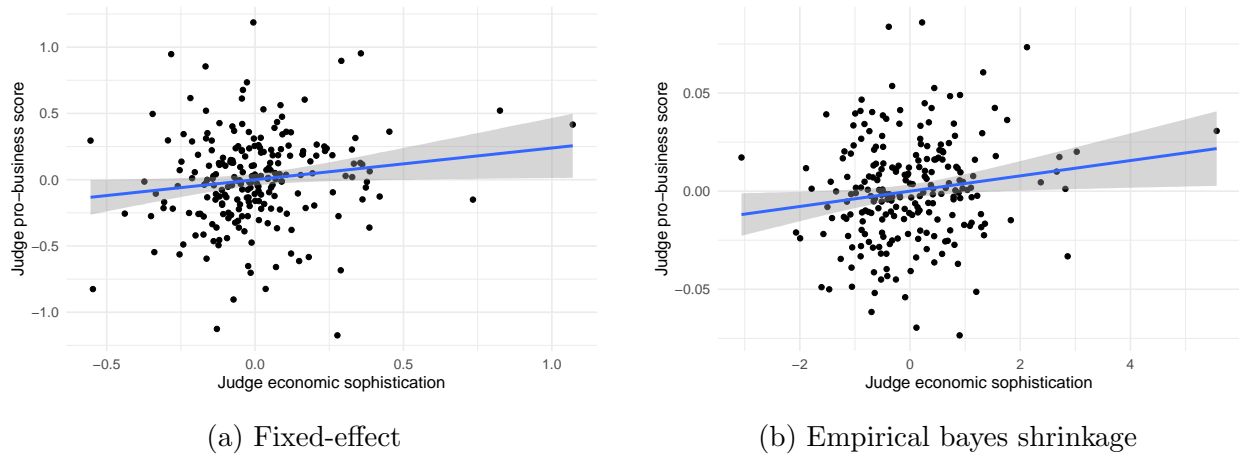 1.0
0.5
0.0
−0.5
−1.0
Judge pro−business score
−0.5 0.0 0.5 1.0
Judge economic sophistication
(a) Fixed-effect
0.05
0.00
−0.05
Judge pro−business score
−2 0 2 4
Judge economic sophistication
(b) Empirical bayes shrinkage